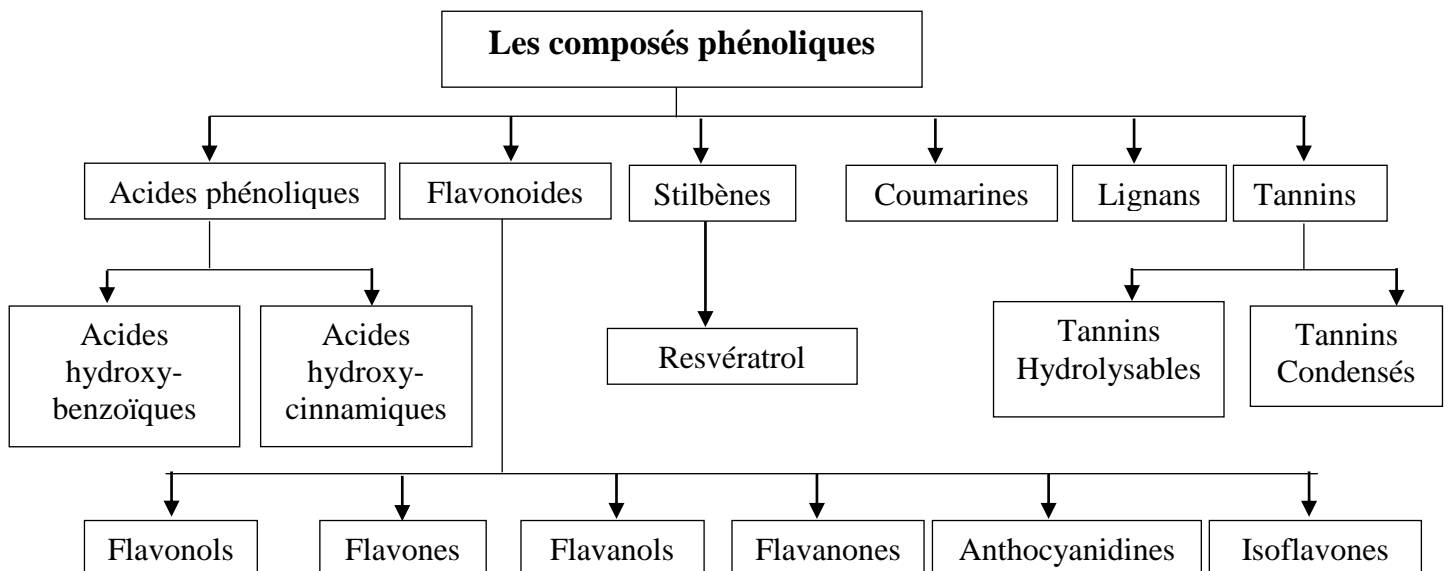 Les composés phénoliques
Acides phénoliques
Flavonoides
Stilbènes
Coumarines
Lignans
Tannins
Acides
hydroxy-
benzoïques
Acides
hydroxy-
cinnamiques
Resvératrol
Tannins
Hydrolysables
Tannins
Condensés
Flavonols
Flavones
Flavanols
Flavanones
Anthocyanidines
Isoflavones